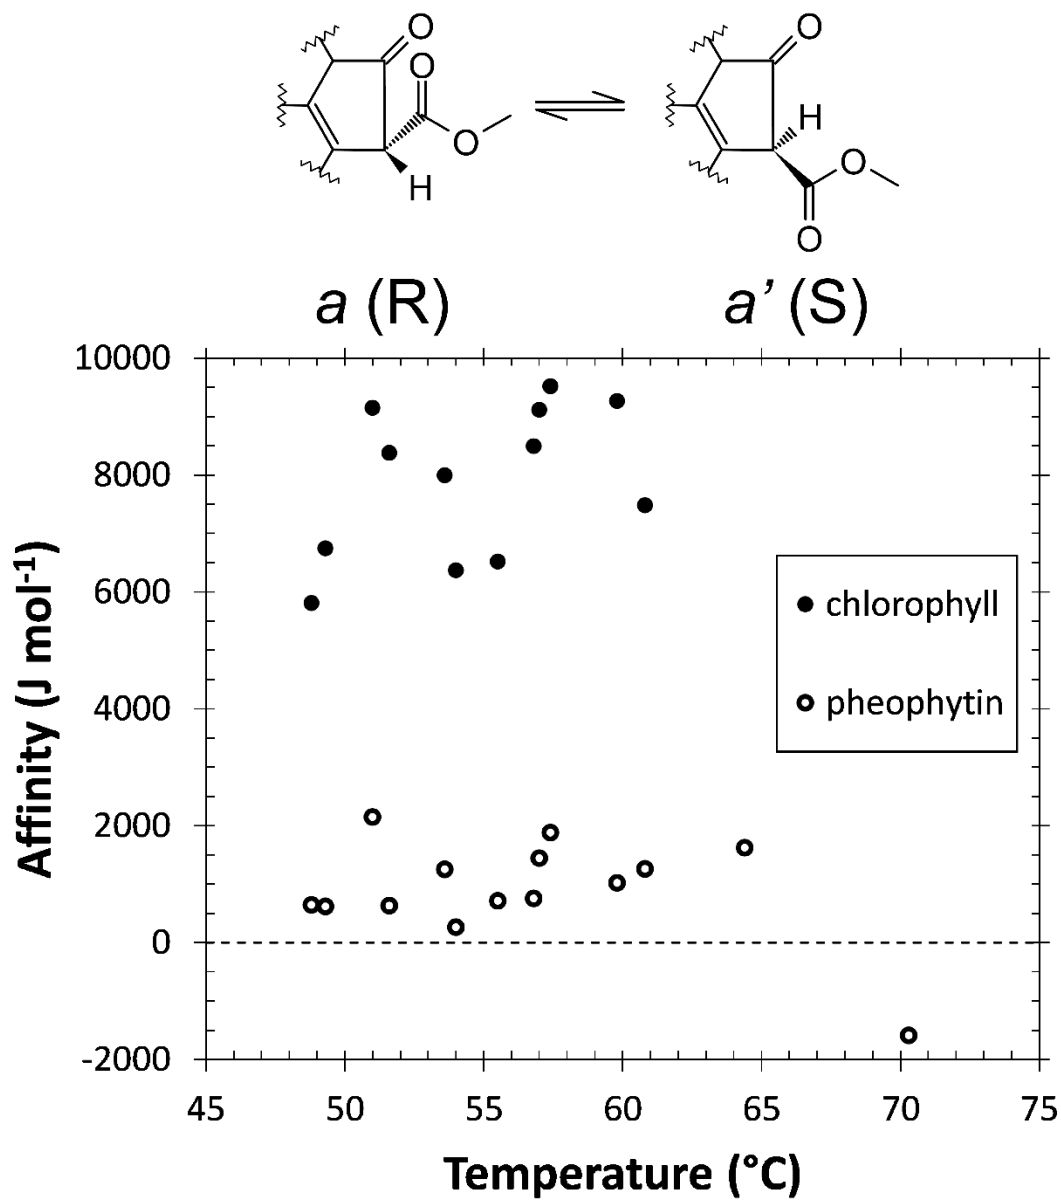 O O
O O
O H
H O
O
a (R) a’ (S)
10000
8000
6000
4000
2000
0
-2000
45 50 55 60 65 70 75
Affinity (J mol-1)
Temperature (°C)
chlorophyll
pheophytin